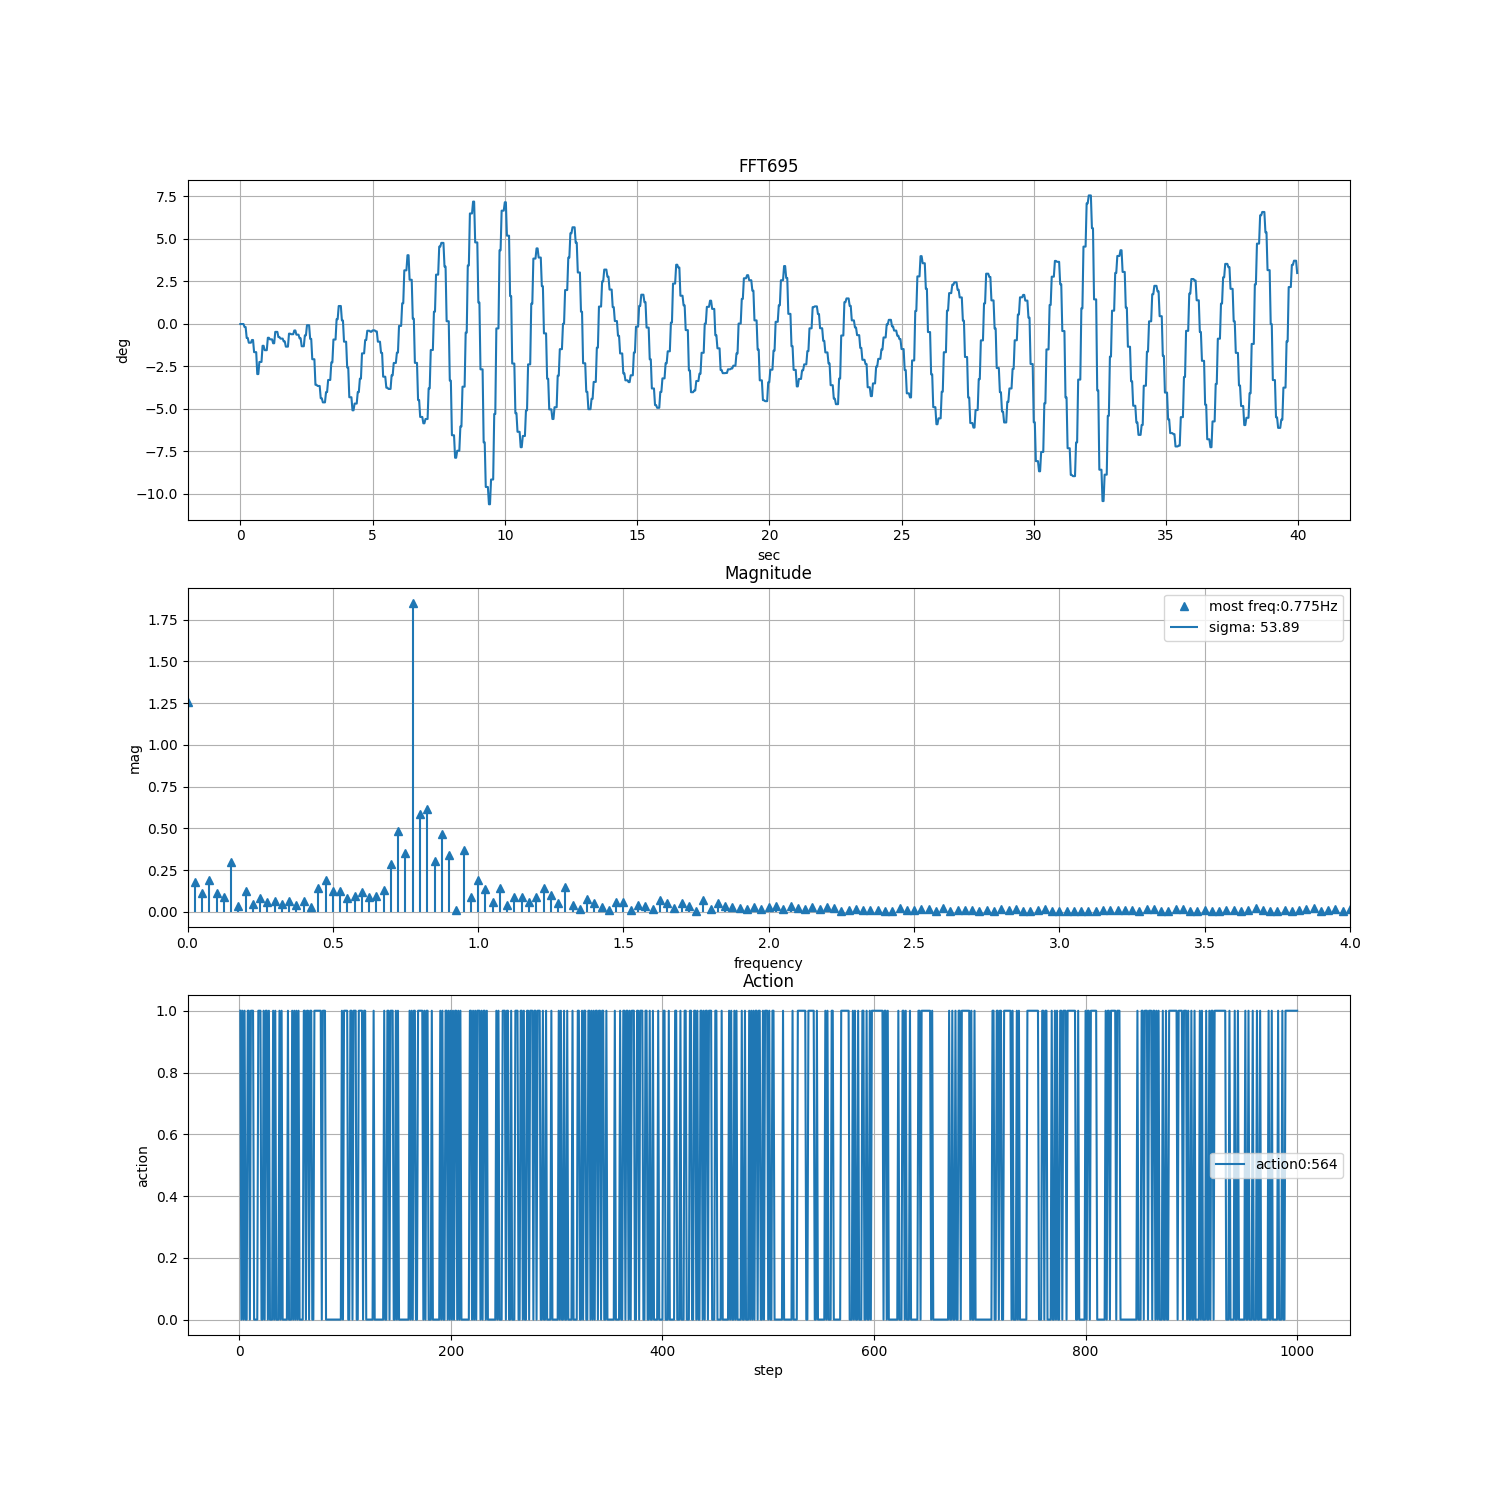 FFT695
7.5
5.0
2.5
0.0
−2.5
−5.0
−7.5
−10.0
deg
0 5 10 15 20 25 30 35 40
sec
Magnitude
1.75
1.50
1.25
1.00
0.75
0.50
0.25
0.00
mag
most freq:0.775Hz
sigma: 53.89
0.0 0.5 1.0 1.5 2.0 2.5 3.0 3.5 4.0
frequency
Action
1.0
0.8
0.6
0.4
0.2
0.0
action
action0:564
0 200 400 600 800 1000
step